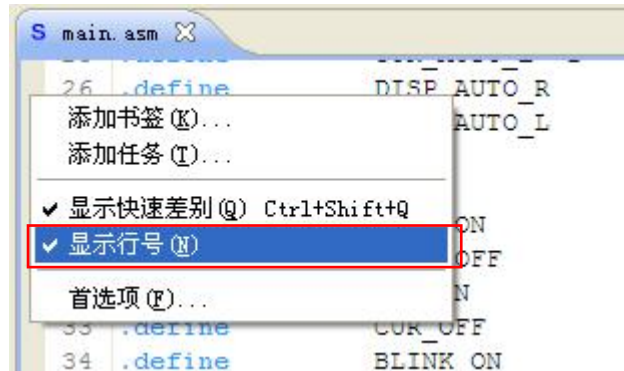 S main.asm
26 .define DISP_AUTO_R
添加书签(K)...
AUTO_L
添加任务(T)...
✔ 显示快速差别(Q) Ctrl+Shift+Q
ON
✔ 显示行号(N)
OFF
N
首选项(F)...
33 .define CUR_OFF
34 .define BLINK_ON